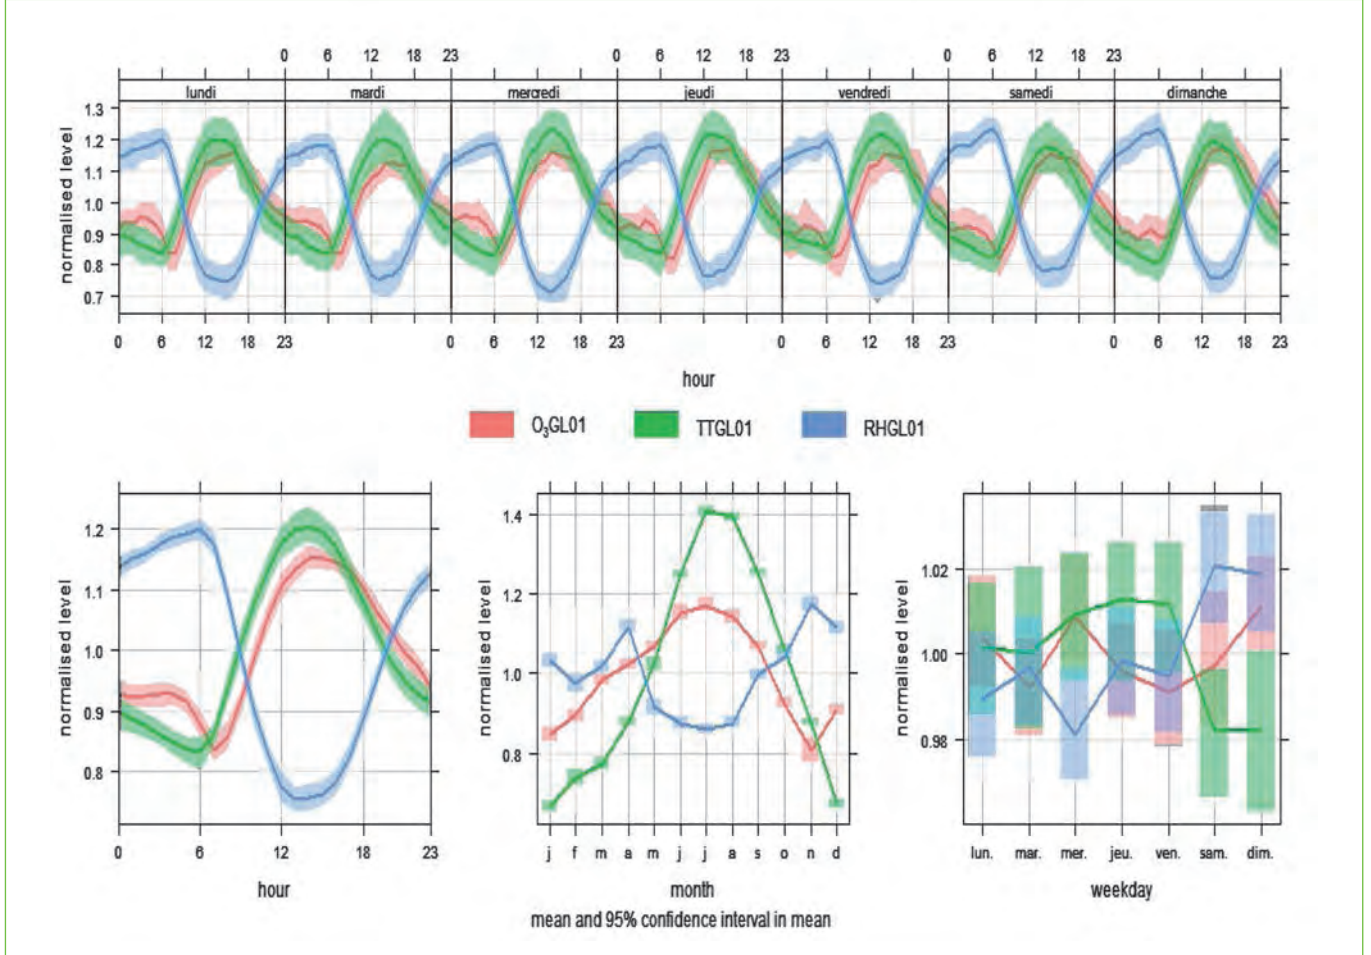 0 6 12 18 23 0 6 12 18 23 0 6 12 18 23
lundi mardi mercredi jeudi vendredi samedi dimanche
1.3
1.2
1.1
1.0
0.9
0.8
0.7
normalised level
0 6 12 18 23 0 6 12 18 23 0 6 12 18 23 0 6 12 18 23
hour
O₃GL01 TTGL01 RHGL01
1.2
1.1
1.0
0.9
0.8
normalised level
0 6 12 18 23
hour
1.4
1.2
1.0
0.8
normalised level
j f m a m j j a s o n d
month
1.02
1.00
0.98
normalised level
lun. mar. mer. jeu. ven. sam. dim.
weekday
mean and 95% confidence interval in mean